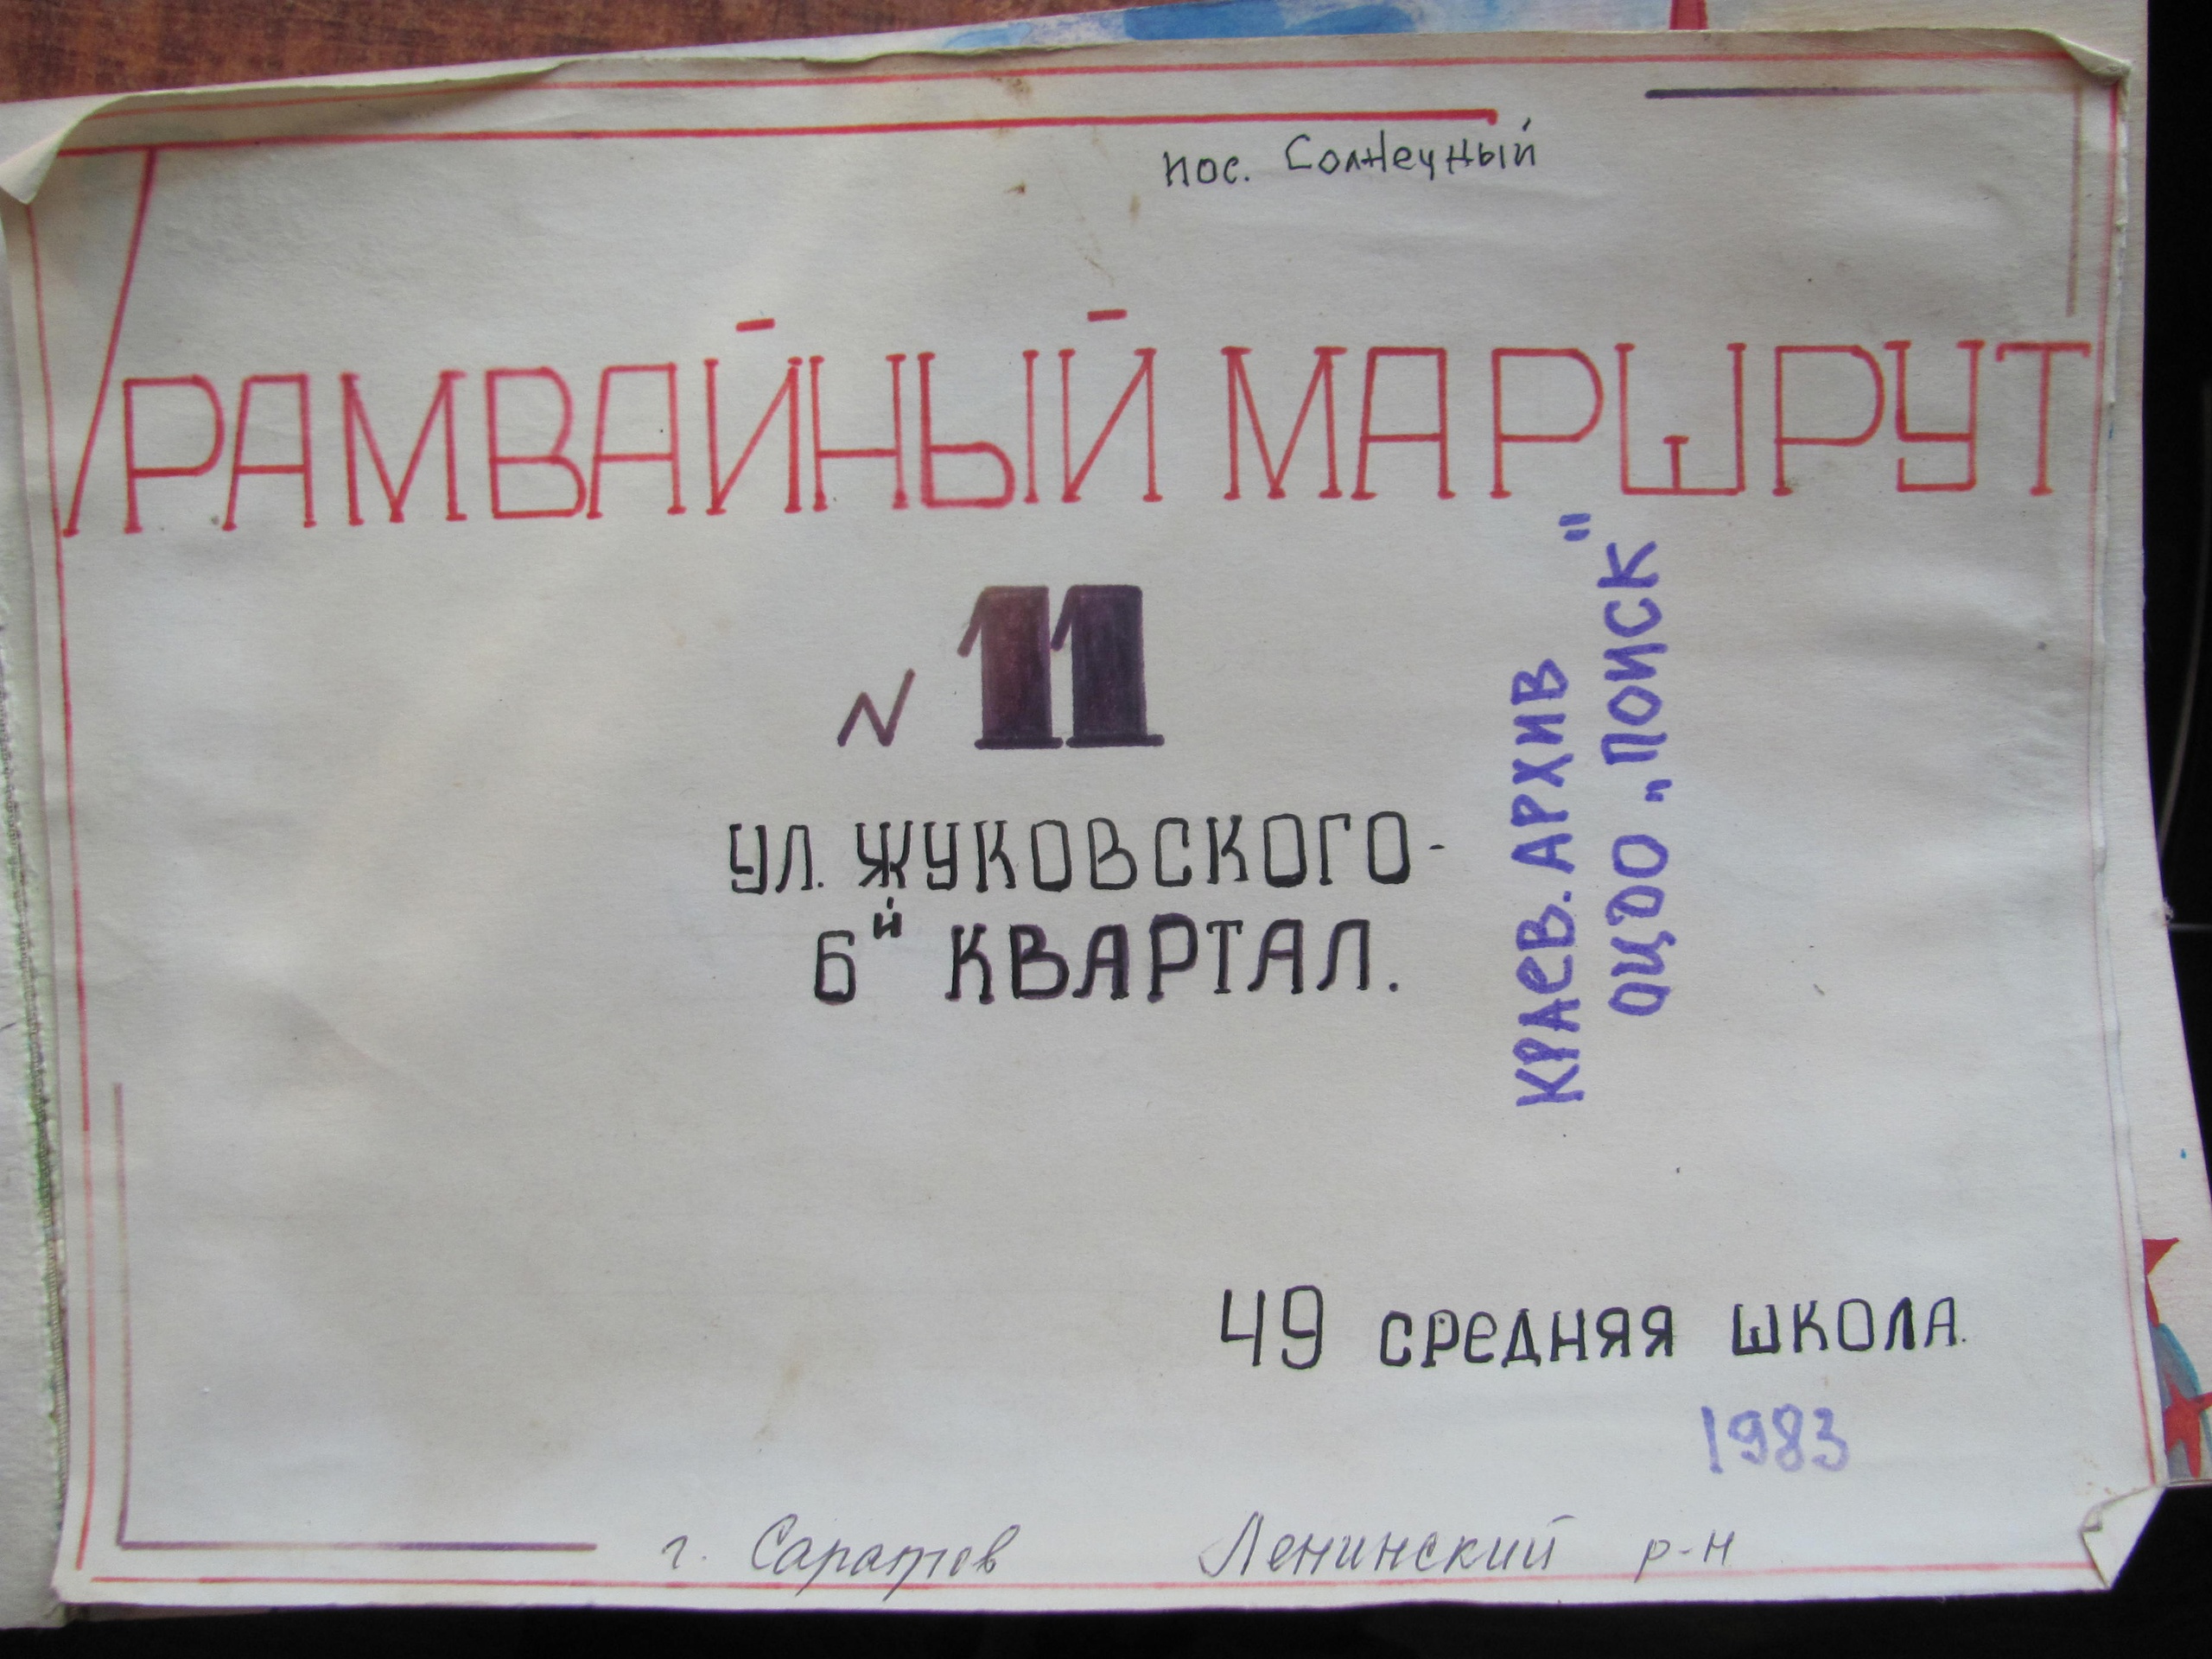 пос. Солнечный
ТРАМВАЙНЫЙ МАРШРУТ
N 11
УЛ. ЖУКОВСКОГО-
6й КВАРТАЛ.
КРАЕВ. АРХИВ
ОЦДО „ПОИСК"
49 СРЕДНЯЯ ШКОЛА.
1983
г. Саратов Ленинский р-н